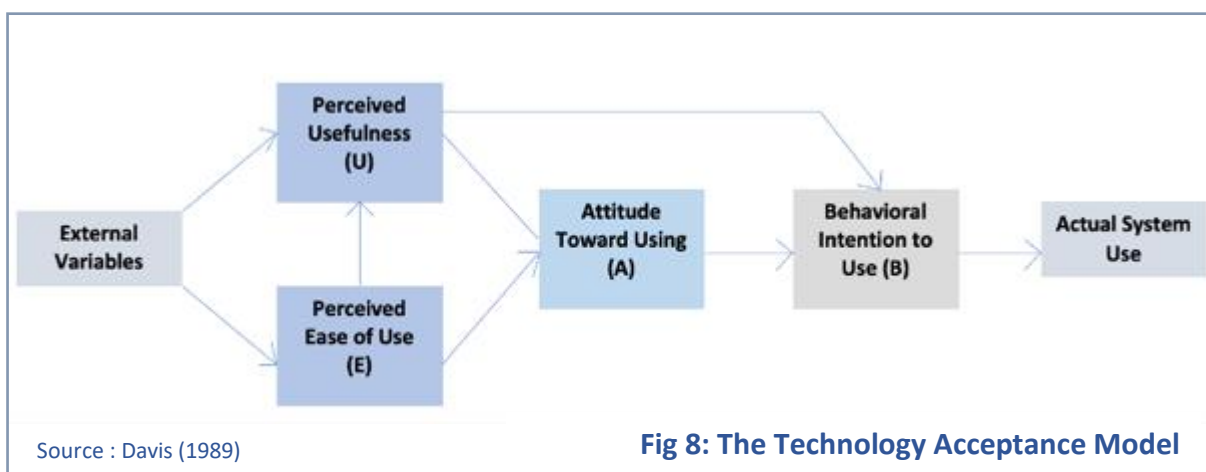 External
Variables
Perceived
Usefulness
(U)
Perceived
Ease of Use
(E)
Attitude
Toward Using
(A)
Behavioral
Intention to
Use (B)
Actual System
Use
Source : Davis (1989)
Fig 8: The Technology Acceptance Model